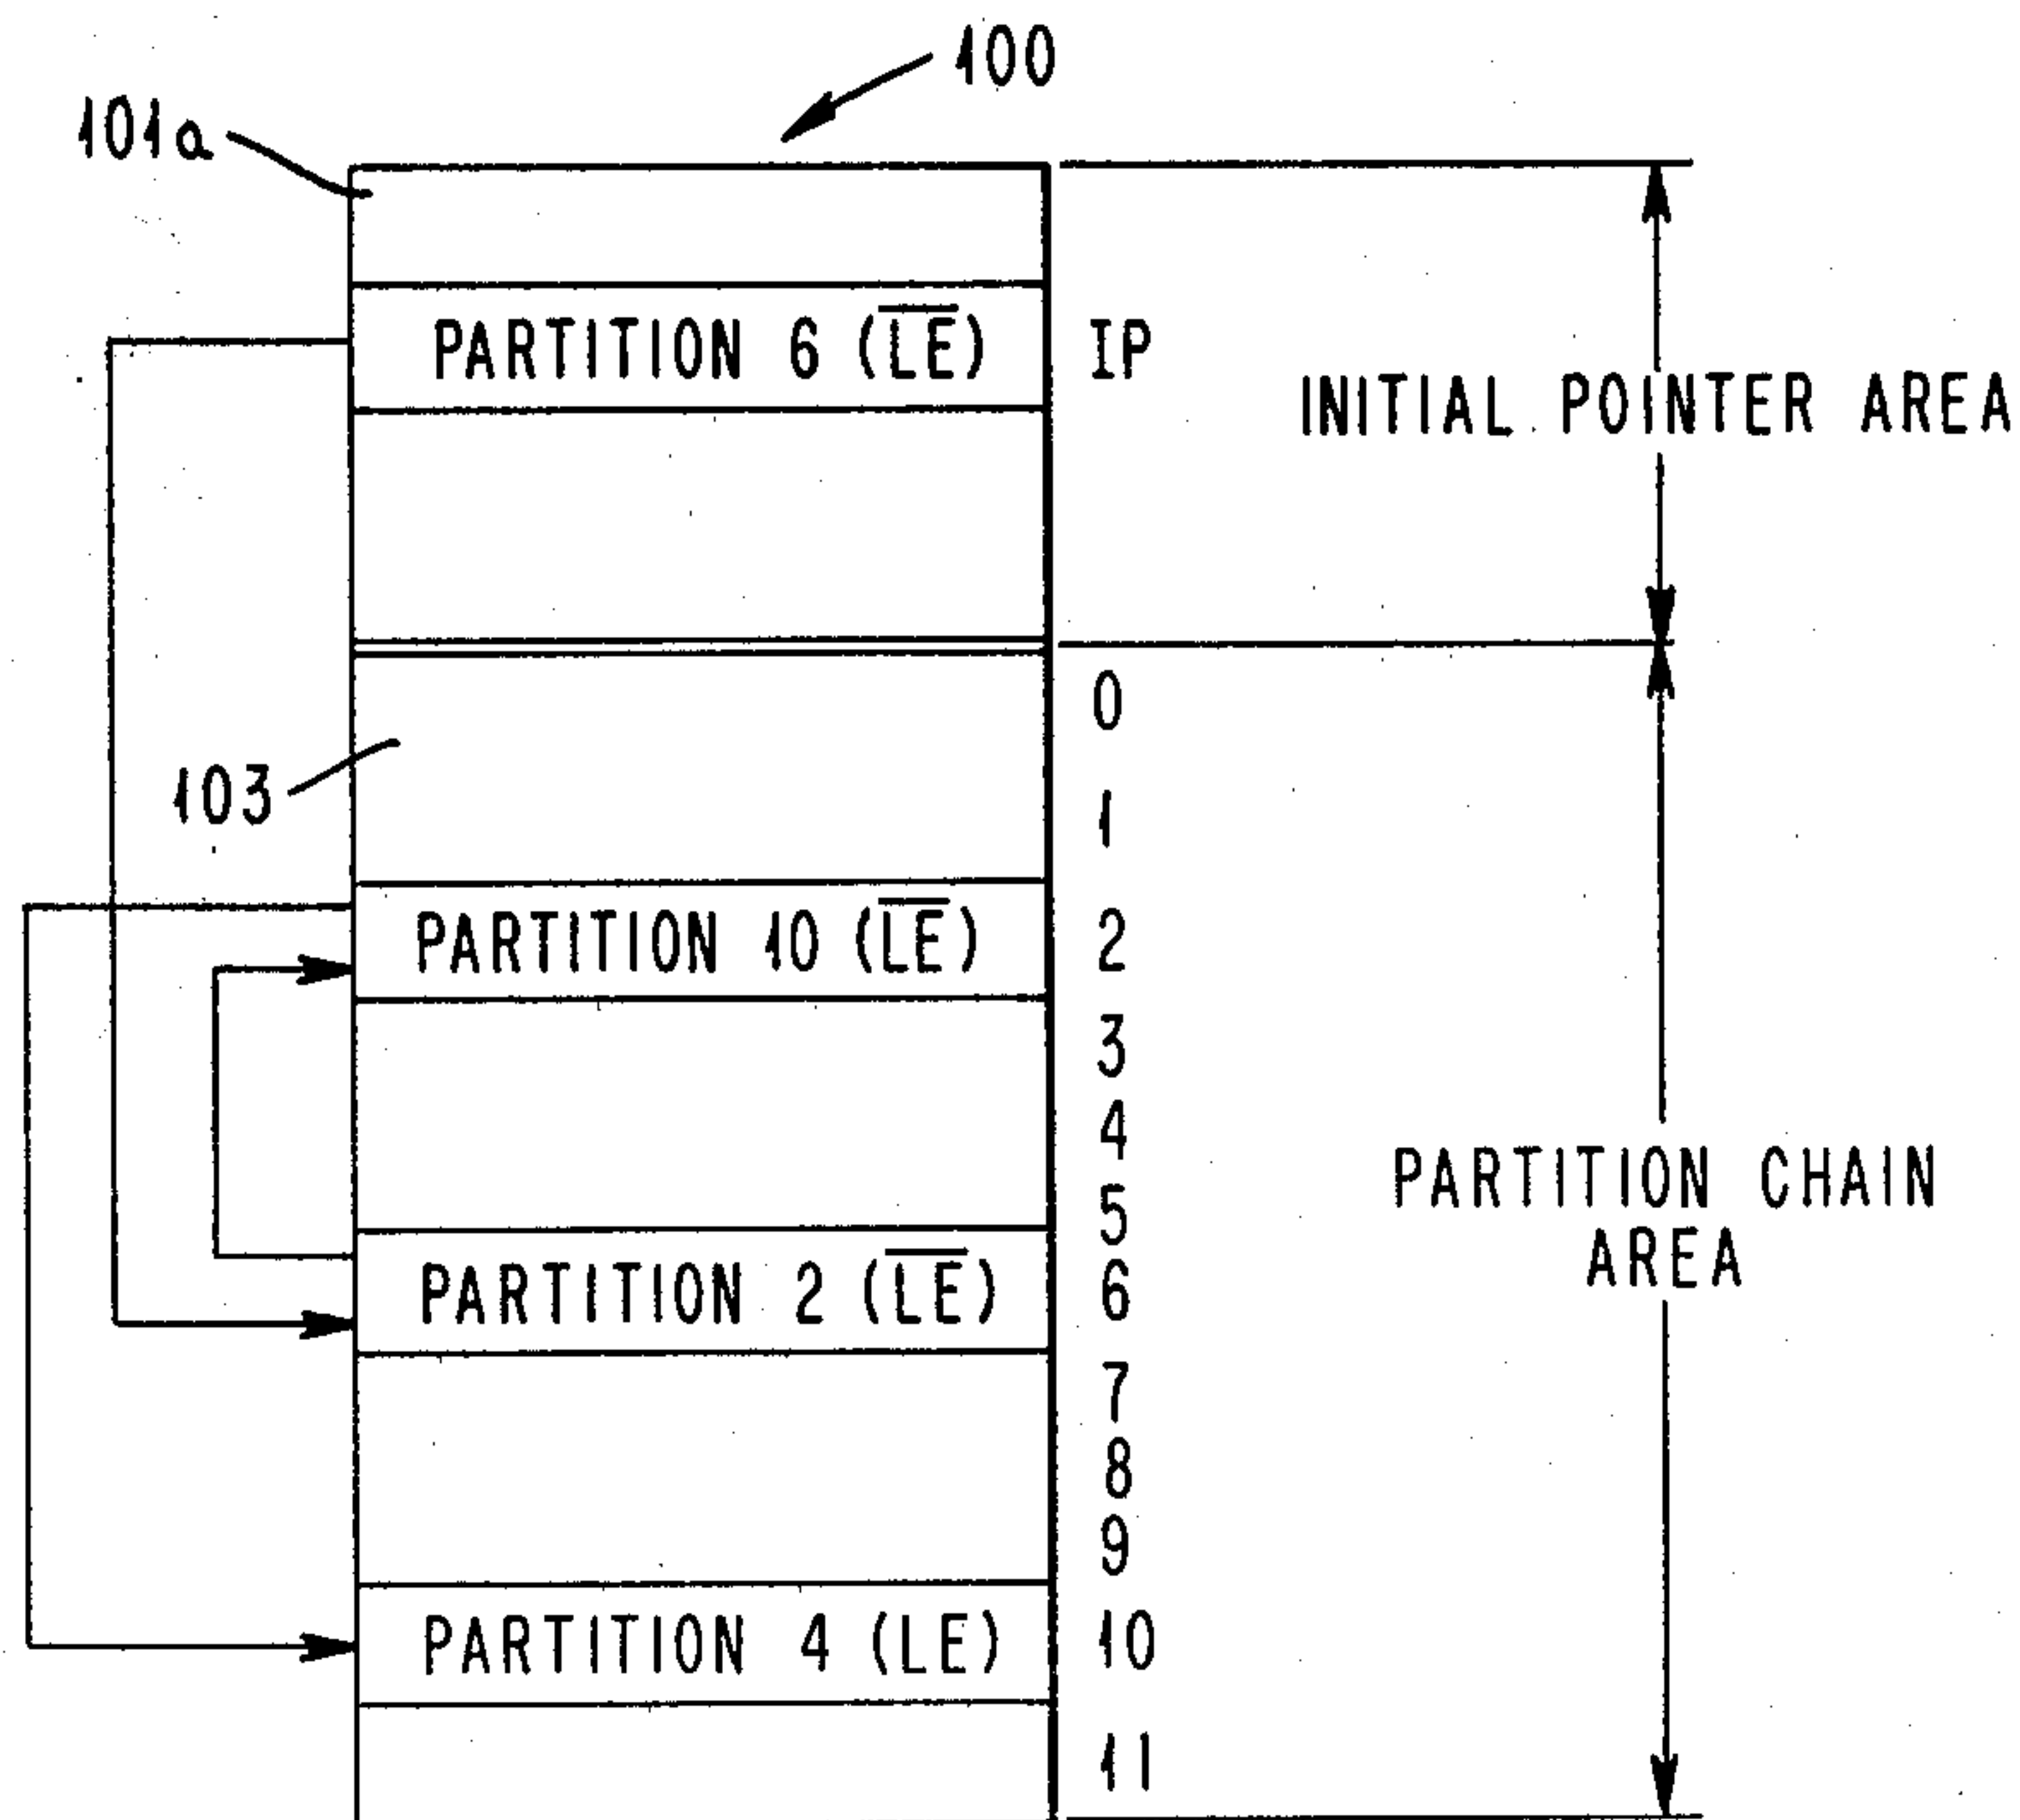 100
101a
PARTITION 6 (L̅E̅) IP
INITIAL POINTER AREA
0
103
1
PARTITION 10 (L̅E̅) 2
3
4
PARTITION CHAIN
AREA
5
PARTITION 2 (L̅E̅) 6
7
8
9
PARTITION 4 (LE) 10
11